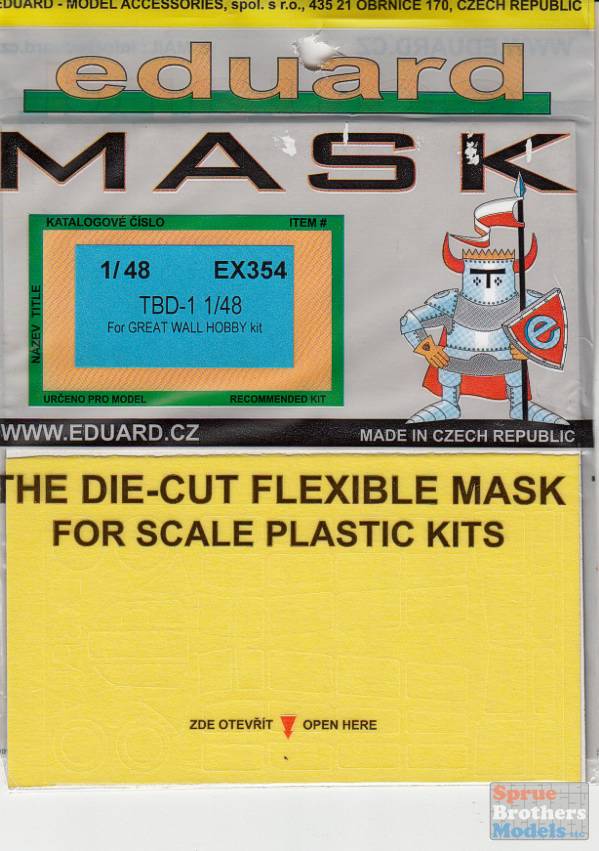 EDUARD - MODEL ACCESSORIES, spol. s r.o., 435 21 OBRNICE 170, CZECH REPUBLIC
eduard
MASK
KATALOGOVÉ ČÍSLO ITEM #
NÁZEV TITLE
1/48 EX354
TBD-1 1/48
For GREAT WALL HOBBY kit
URČENO PRO MODEL RECOMMENDED KIT
e
WWW.EDUARD.CZ MADE IN CZECH REPUBLIC
THE DIE-CUT FLEXIBLE MASK
FOR SCALE PLASTIC KITS
ZDE OTEVŘÍT OPEN HERE
Sprue
Brothers
Models LLC